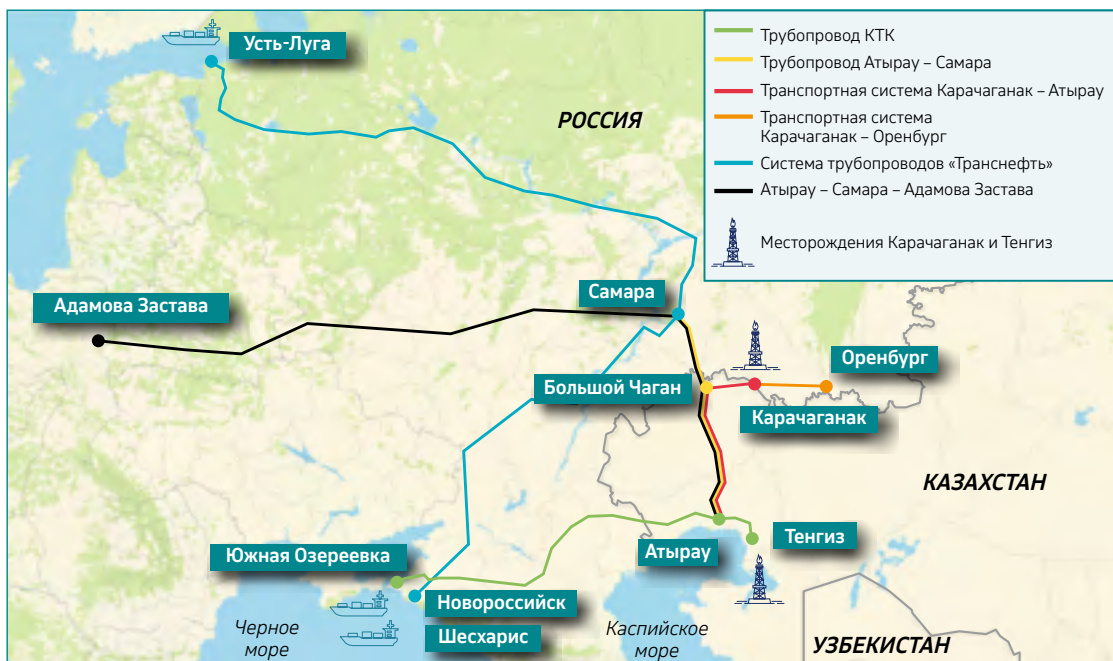 Усть-Луга
РОССИЯ
Трубопровод КТК
Трубопровод Атырау – Самара
Транспортная система Карачаганак – Атырау
Транспортная система
Карачаганак – Оренбург
Система трубопроводов «Транснефть»
Атырау – Самара – Адамова Застава
Месторождения Карачаганак и Тенгиз
Самара
Адамова Застава
Оренбург
Большой Чаган
Карачаганак
КАЗАХСТАН
Атырау
Тенгиз
Южная Озереевка
Новороссийск
Шесхарис
Черное
море
Каспийское
море
УЗБЕКИСТАН